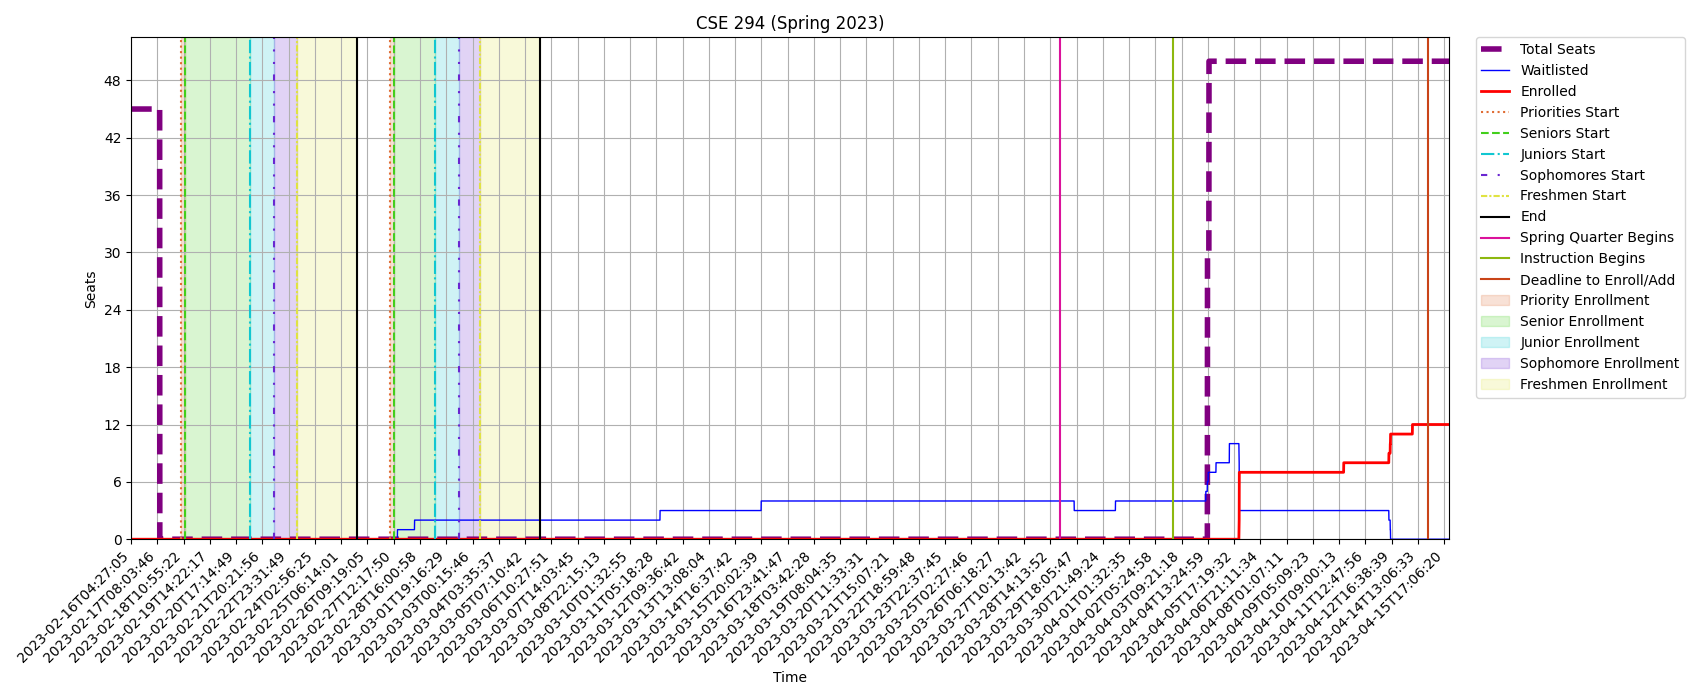 CSE 294 (Spring 2023)
Seats
48
42
36
30
24
18
12
6
0
2023-02-16T04:27:05
2023-02-17T08:03:46
2023-02-18T10:55:22
2023-02-19T14:22:17
2023-02-20T17:14:49
2023-02-21T20:21:56
2023-02-22T23:31:49
2023-02-24T02:56:25
2023-02-25T06:14:01
2023-02-26T09:19:05
2023-02-27T12:17:50
2023-02-28T16:00:58
2023-03-01T19:16:29
2023-03-04T00:15:46
2023-03-04T03:35:37
2023-03-05T07:10:42
2023-03-06T10:27:51
2023-03-07T14:03:45
2023-03-08T22:15:13
2023-03-10T01:32:55
2023-03-11T05:18:28
2023-03-12T09:36:42
2023-03-13T13:08:04
2023-03-14T16:37:42
2023-03-15T20:02:39
2023-03-16T23:41:47
2023-03-18T03:42:28
2023-03-19T08:04:35
2023-03-20T11:33:31
2023-03-21T15:07:21
2023-03-22T18:59:48
2023-03-23T22:37:45
2023-03-25T02:27:46
2023-03-26T06:18:27
2023-03-27T10:13:42
2023-03-28T14:13:52
2023-03-29T18:05:47
2023-03-30T21:49:24
2023-04-01T01:32:35
2023-04-02T05:24:58
2023-04-03T09:21:18
2023-04-04T13:24:59
2023-04-05T17:19:32
2023-04-06T21:11:34
2023-04-08T01:07:11
2023-04-09T05:09:23
2023-04-10T09:00:13
2023-04-11T12:47:56
2023-04-12T16:38:39
2023-04-14T13:06:33
2023-04-15T17:06:20
Time
Total Seats
Waitlisted
Enrolled
Priorities Start
Seniors Start
Juniors Start
Sophomores Start
Freshmen Start
End
Spring Quarter Begins
Instruction Begins
Deadline to Enroll/Add
Priority Enrollment
Senior Enrollment
Junior Enrollment
Sophomore Enrollment
Freshmen Enrollment